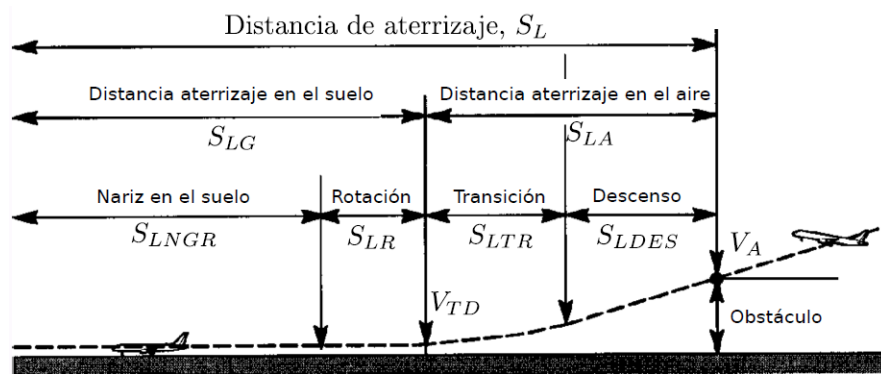 Distancia de aterrizaje, S_L
Distancia aterrizaje en el suelo
Distancia aterrizaje en el aire
S_LG
S_LA
Nariz en el suelo
Rotación
Transición
Descenso
S_LNGR
S_LR
S_LTR
S_LDES
V_A
V_TD
Obstáculo